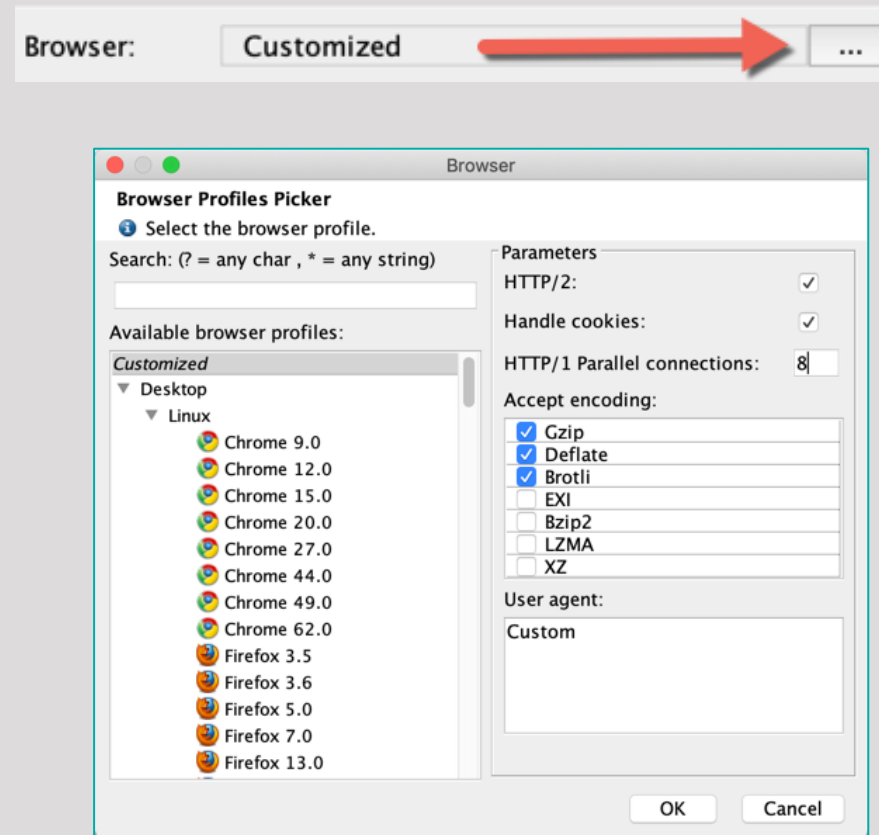 Browser: Customized ...
Browser
Browser Profiles Picker
Select the browser profile.
Search: (? = any char , * = any string)
Available browser profiles:
Customized
Desktop
Linux
Chrome 9.0
Chrome 12.0
Chrome 15.0
Chrome 20.0
Chrome 27.0
Chrome 44.0
Chrome 49.0
Chrome 62.0
Firefox 3.5
Firefox 3.6
Firefox 5.0
Firefox 7.0
Firefox 13.0
Parameters
HTTP/2:
Handle cookies:
HTTP/1 Parallel connections: 8
Accept encoding:
Gzip
Deflate
Brotli
EXI
Bzip2
LZMA
XZ
User agent:
Custom
OK Cancel